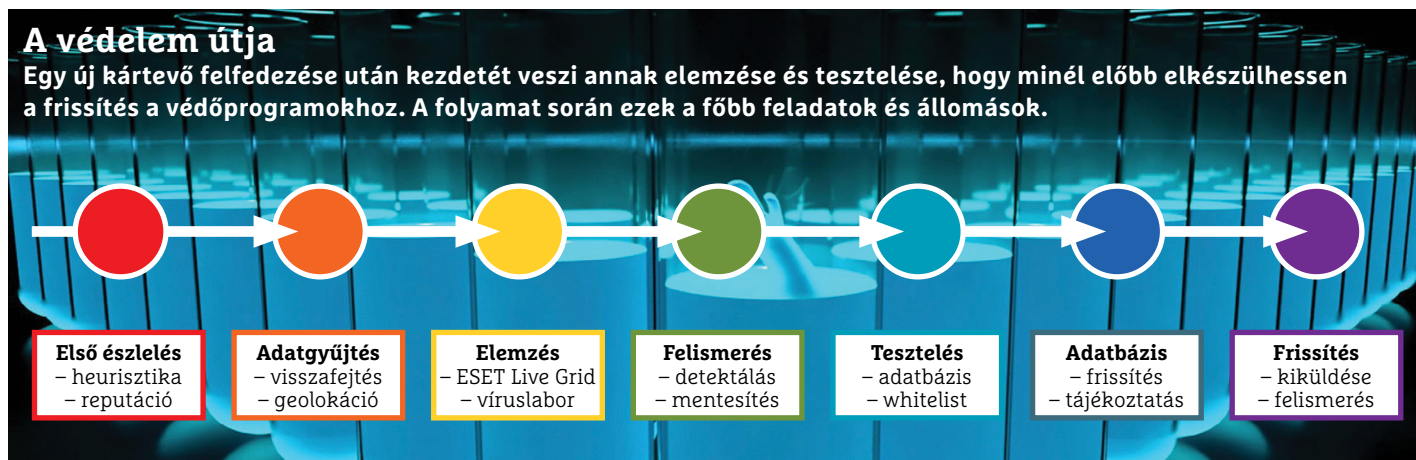 A védelem útja
Egy új kártevő felfedezése után kezdetét veszi annak elemzése és tesztelése, hogy minél előbb elkészülhessen
a frissítés a védőprogramokhoz. A folyamat során ezek a főbb feladatok és állomások.
Első észlelés
– heurisztika
– reputáció
Adatgyűjtés
– visszafejtés
– geolokáció
Elemzés
– ESET Live Grid
– víruslabor
Felismerés
– detektálás
– mentesítés
Tesztelés
– adatbázis
– whitelist
Adatbázis
– frissítés
– tájékoztatás
Frissítés
– kiküldése
– felismerés